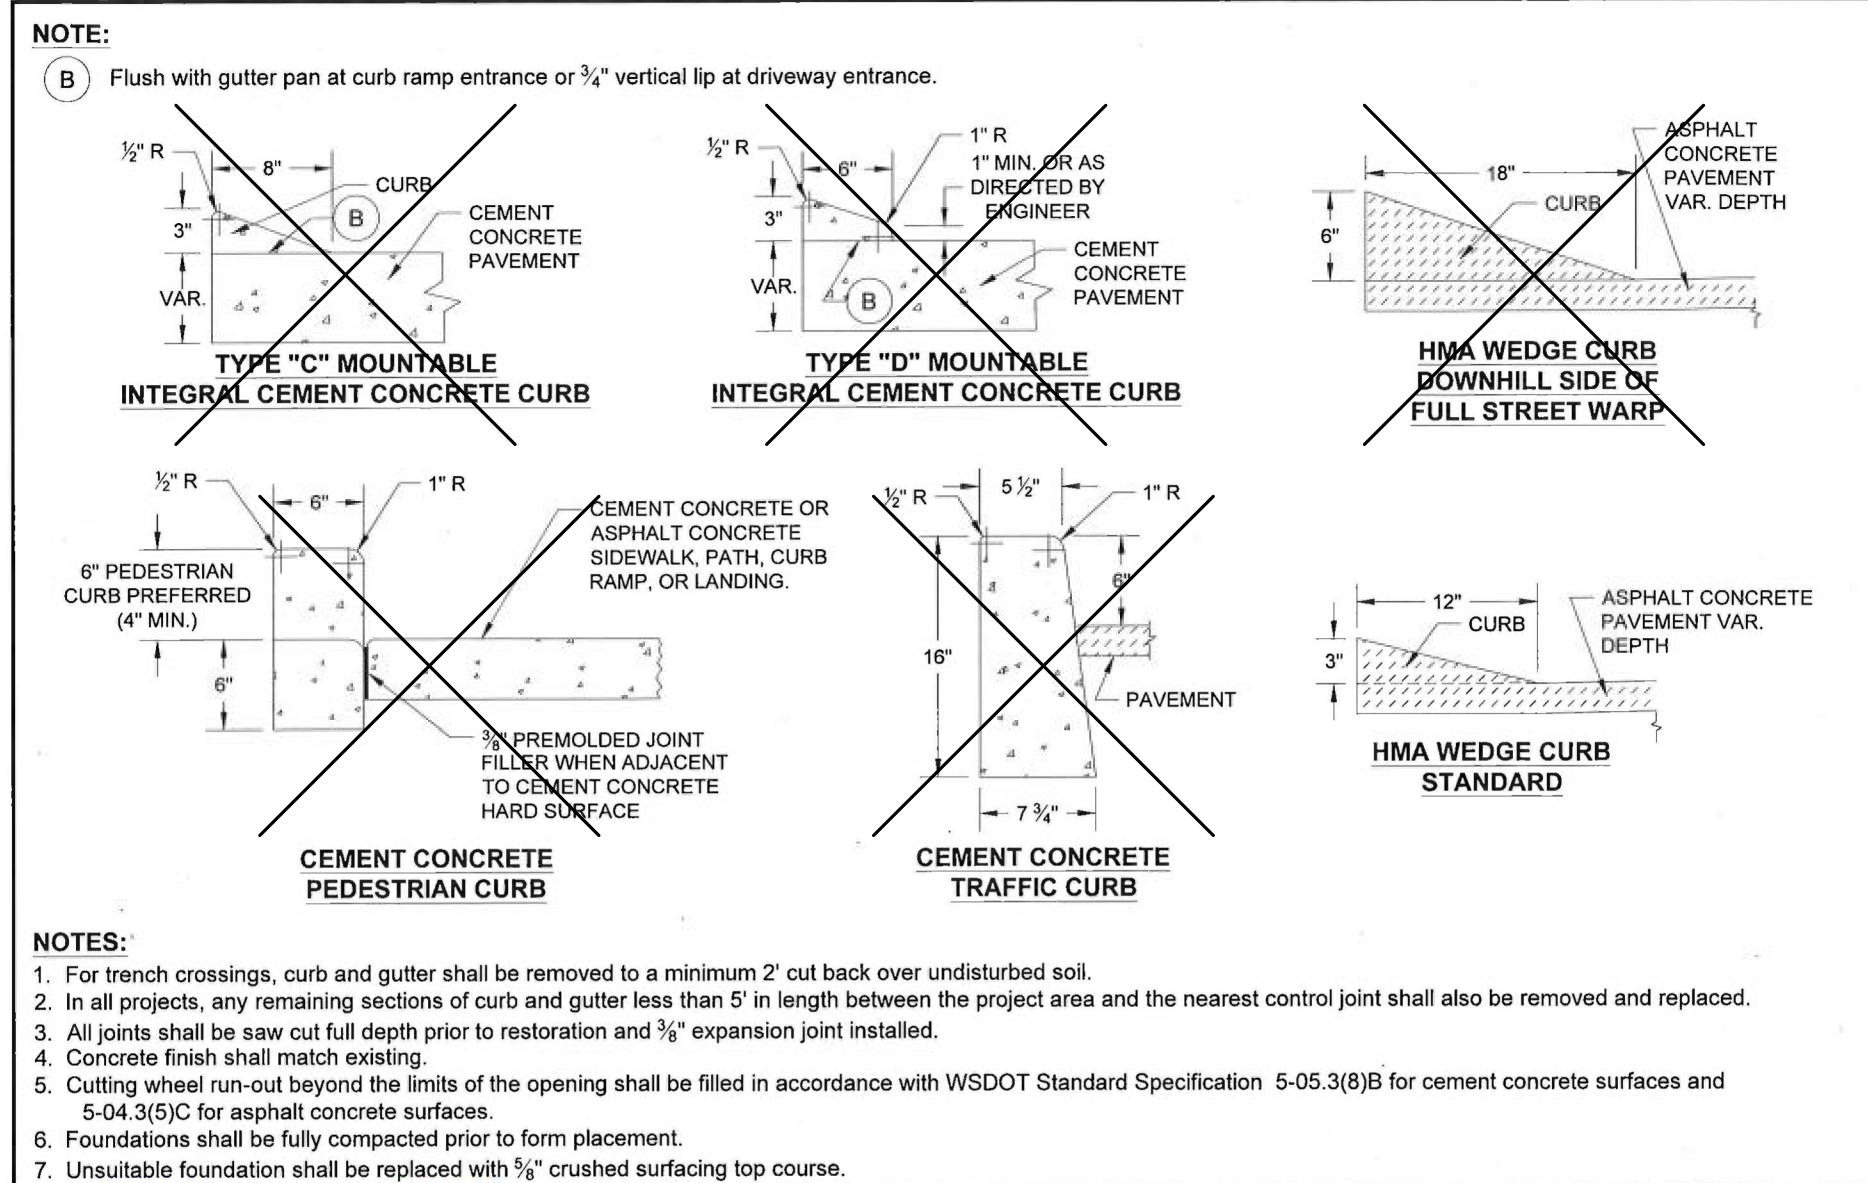 NOTE:
B Flush with gutter pan at curb ramp entrance or 3/4" vertical lip at driveway entrance.
1/2" R
8"
CURB
B
3"
CEMENT
CONCRETE
PAVEMENT
VAR.
TYPE "C" MOUNTABLE
INTEGRAL CEMENT CONCRETE CURB
1/2" R
6"
1" R
1" MIN. OR AS
DIRECTED BY
ENGINEER
3"
CEMENT
CONCRETE
PAVEMENT
VAR.
B
TYPE "D" MOUNTABLE
INTEGRAL CEMENT CONCRETE CURB
ASPHALT
CONCRETE
PAVEMENT
VAR. DEPTH
18"
CURB
6"
HMA WEDGE CURB
DOWNHILL SIDE OF
FULL STREET WARP
1/2" R
6"
1" R
CEMENT CONCRETE OR
ASPHALT CONCRETE
SIDEWALK, PATH, CURB
RAMP, OR LANDING.
6" PEDESTRIAN
CURB PREFERRED
(4" MIN.)
6"
3/8" PREMOLDED JOINT
FILLER WHEN ADJACENT
TO CEMENT CONCRETE
HARD SURFACE
CEMENT CONCRETE
PEDESTRIAN CURB
1/2" R
5 1/2"
1" R
6"
16"
PAVEMENT
7 3/4"
CEMENT CONCRETE
TRAFFIC CURB
12"
CURB
3"
ASPHALT CONCRETE
PAVEMENT VAR.
DEPTH
HMA WEDGE CURB
STANDARD
NOTES:
1. For trench crossings, curb and gutter shall be removed to a minimum 2' cut back over undisturbed soil.
2. In all projects, any remaining sections of curb and gutter less than 5' in length between the project area and the nearest control joint shall also be removed and replaced.
3. All joints shall be saw cut full depth prior to restoration and 3/8" expansion joint installed.
4. Concrete finish shall match existing.
5. Cutting wheel run-out beyond the limits of the opening shall be filled in accordance with WSDOT Standard Specification 5-05.3(8)B for cement concrete surfaces and
5-04.3(5)C for asphalt concrete surfaces.
6. Foundations shall be fully compacted prior to form placement.
7. Unsuitable foundation shall be replaced with 5/8" crushed surfacing top course.